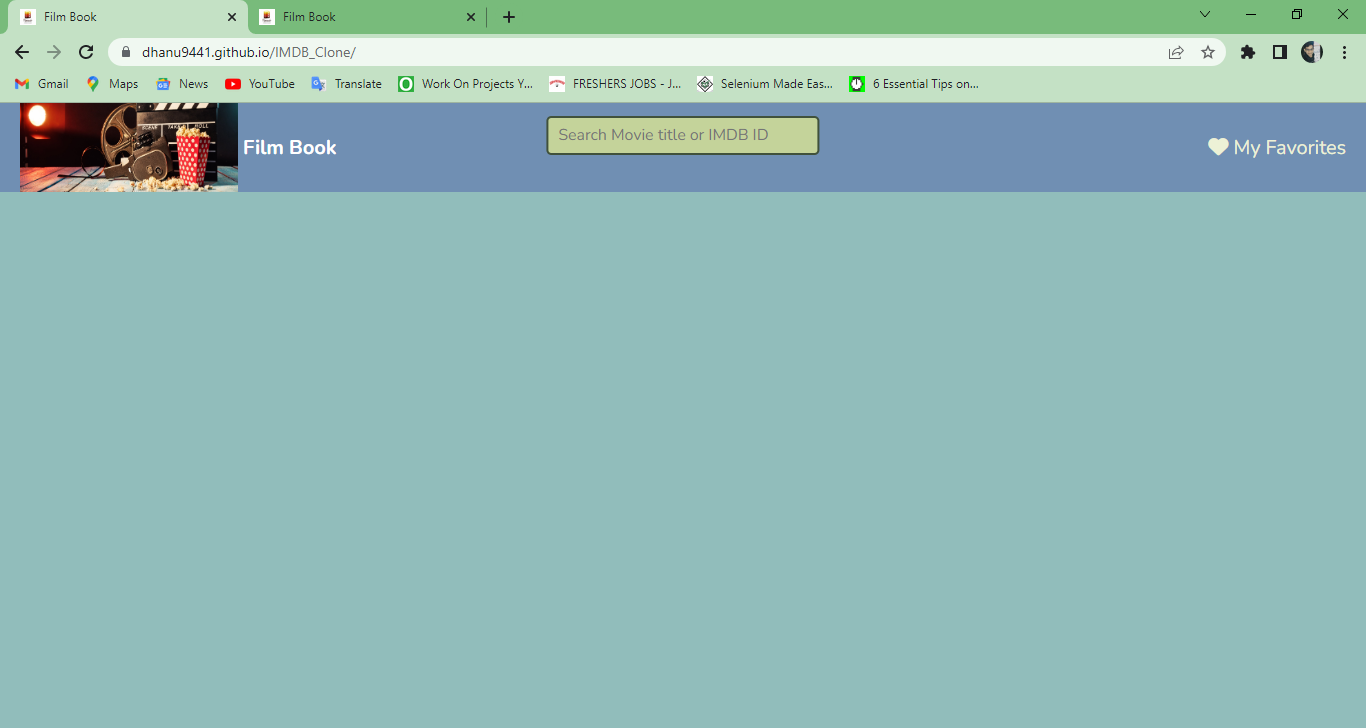 Film Book
Film Book
dhanu9441.github.io/IMDB_Clone/
Gmail Maps News YouTube Translate Work On Projects Y... FRESHERS JOBS - J... Selenium Made Eas... 6 Essential Tips on...
Film Book
Search Movie title or IMDB ID
My Favorites